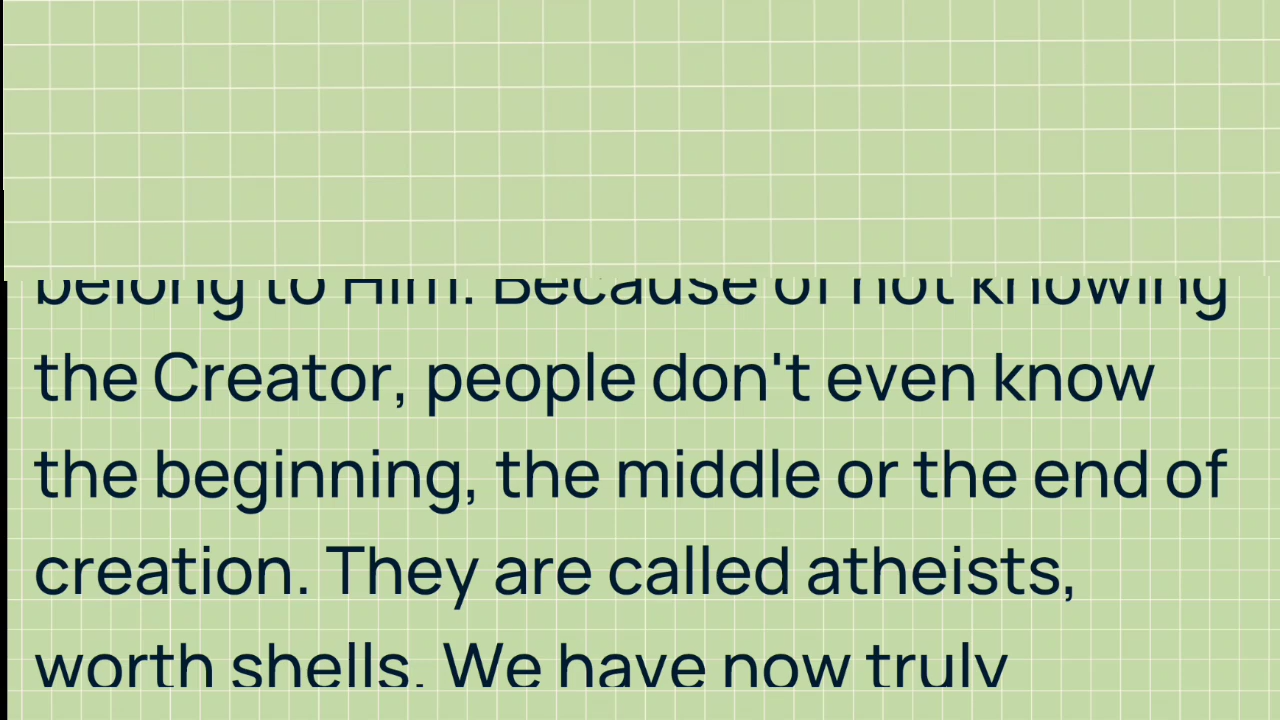 belong to Him. Because of not knowing
the Creator, people don't even know
the beginning, the middle or the end of
creation. They are called atheists,
worth shells. We have now truly